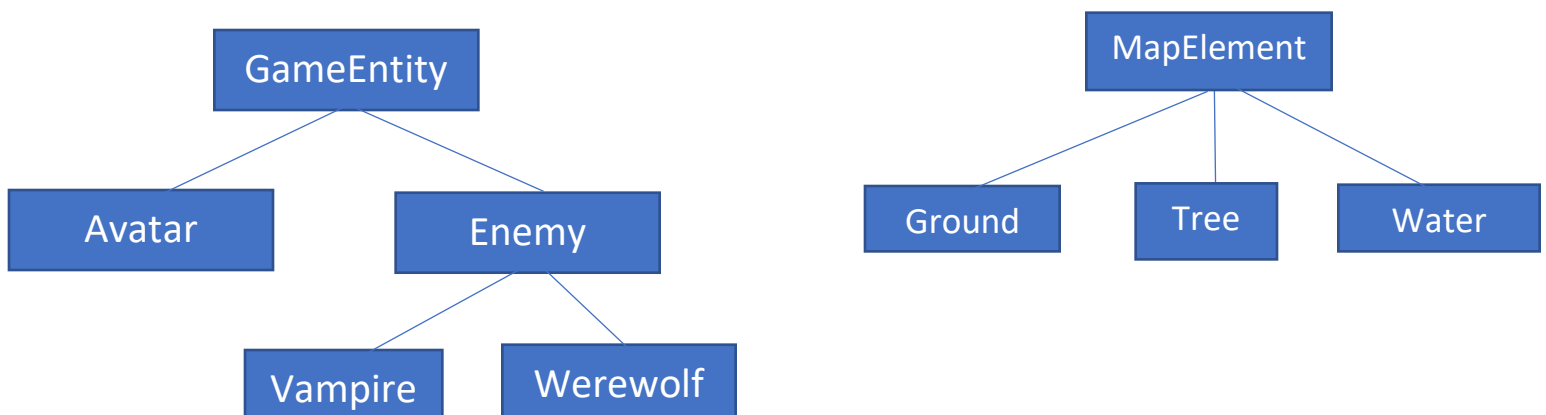 GameEntity
MapElement
Avatar
Enemy
Ground
Tree
Water
Vampire
Werewolf